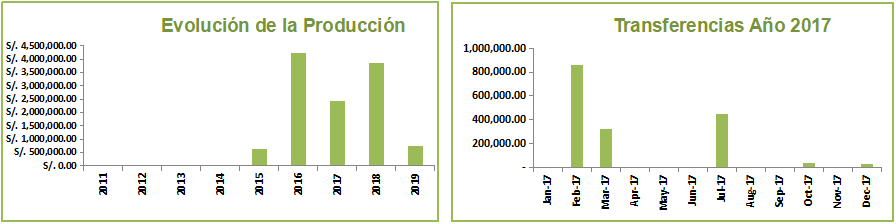 Evolución de la Producción
S/. 4,500,000.00
S/. 4,000,000.00
S/. 3,500,000.00
S/. 3,000,000.00
S/. 2,500,000.00
S/. 2,000,000.00
S/. 1,500,000.00
S/. 1,000,000.00
S/. 500,000.00
S/. 0.00
2011
2012
2013
2014
2015
2016
2017
2018
2019
Transferencias Año 2017
1,000,000.00
800,000.00
600,000.00
400,000.00
200,000.00
-
Jan-17
Feb-17
Mar-17
Apr-17
May-17
Jun-17
Jul-17
Aug-17
Sep-17
Oct-17
Nov-17
Dec-17